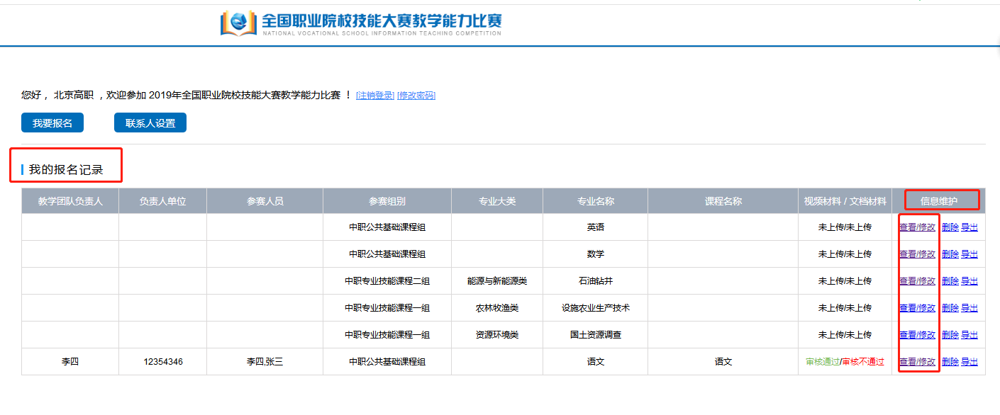 全国职业院校技能大赛教学能力比赛
NATIONAL VOCATIONAL SCHOOL INFORMATION TEACHING COMPETITION
您好， 北京高职 ，欢迎参加 2019年全国职业院校技能大赛教学能力比赛 ！ [注销登录] [修改密码]
我要报名 联系人设置
我的报名记录
教学团队负责人 负责人单位 参赛人员 参赛组别 专业大类 专业名称 课程名称 视频材料 / 文档材料 信息维护
中职公共基础课程组 英语 未上传/未上传 查看/修改 删除 导出
中职公共基础课程组 数学 未上传/未上传 查看/修改 删除 导出
中职专业技能课程二组 能源与新能源类 石油钻井 未上传/未上传 查看/修改 删除 导出
中职专业技能课程一组 农林牧渔类 设施农业生产技术 未上传/未上传 查看/修改 删除 导出
中职专业技能课程一组 资源环境类 国土资源调查 未上传/未上传 查看/修改 删除 导出
李四 12354346 李四,张三 中职公共基础课程组 语文 语文 审核通过/审核不通过 查看/修改 删除 导出